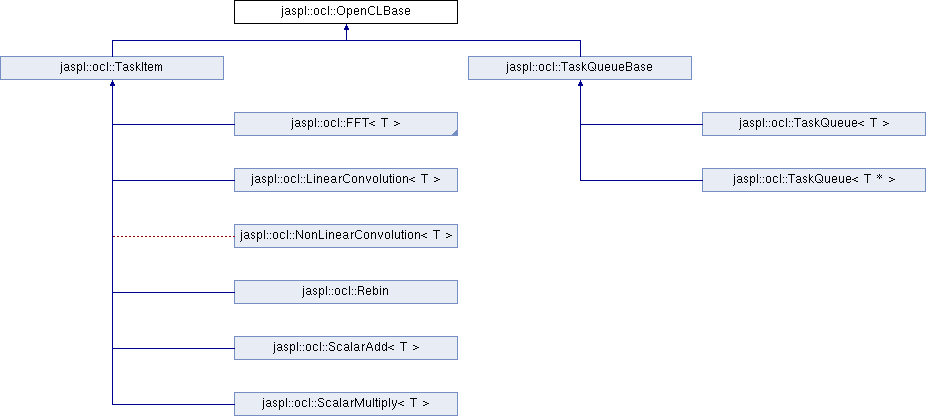 jaspl::ocl::OpenCLBase
jaspl::ocl::TaskItem
jaspl::ocl::TaskQueueBase
jaspl::ocl::FFT< T >
jaspl::ocl::TaskQueue< T >
jaspl::ocl::LinearConvolution< T >
jaspl::ocl::TaskQueue< T * >
jaspl::ocl::NonLinearConvolution< T >
jaspl::ocl::Rebin
jaspl::ocl::ScalarAdd< T >
jaspl::ocl::ScalarMultiply< T >